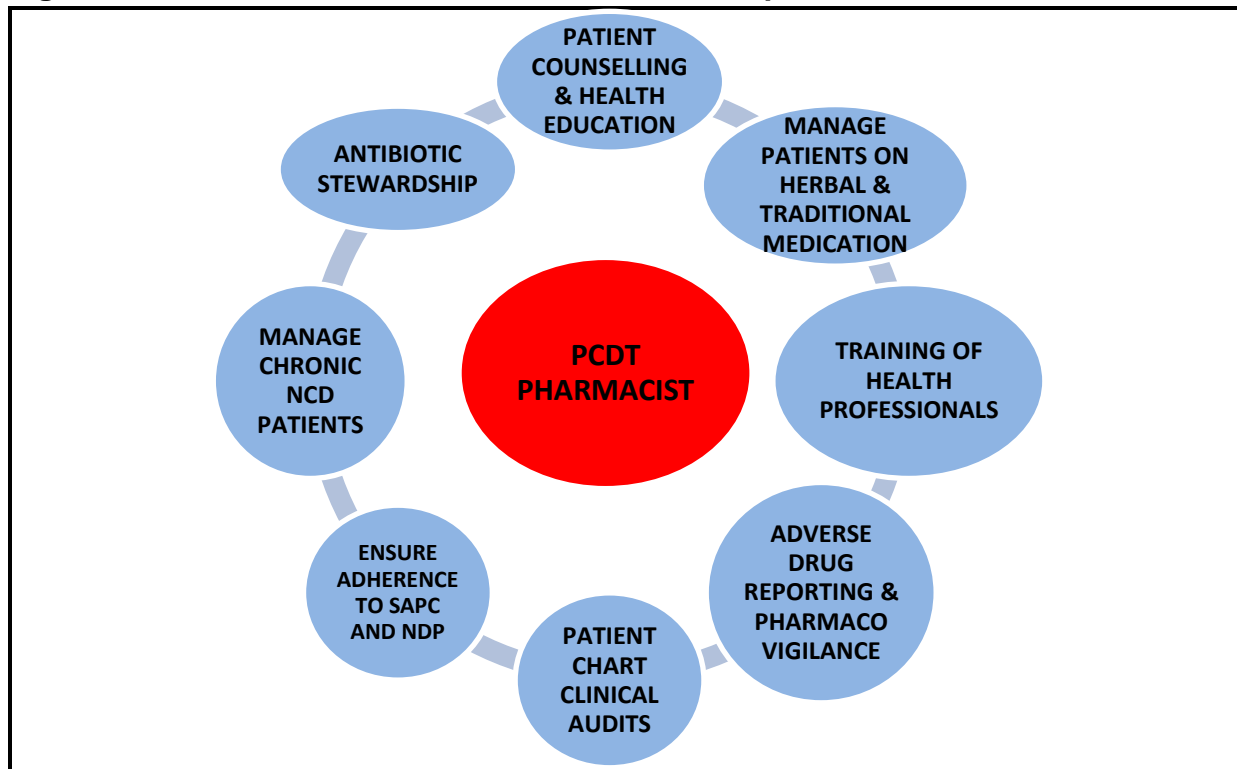 PATIENT
COUNSELLING
& HEALTH
EDUCATION
MANAGE
PATIENTS ON
HERBAL &
TRADITIONAL
MEDICATION
TRAINING OF
HEALTH
PROFESSIONALS
ADVERSE
DRUG
REPORTING &
PHARMACO
VIGILANCE
PATIENT
CHART
CLINICAL
AUDITS
ENSURE
ADHERENCE
TO SAPC
AND NDP
MANAGE
CHRONIC
NCD
PATIENTS
ANTIBIOTIC
STEWARDSHIP
PCDT
PHARMACIST